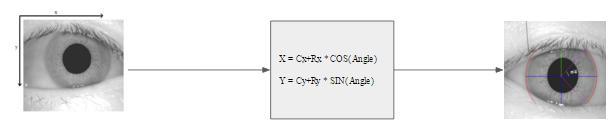 x
y
X = Cx+Rx * COS(Angle)
Y = Cy+Ry * SIN(Angle)